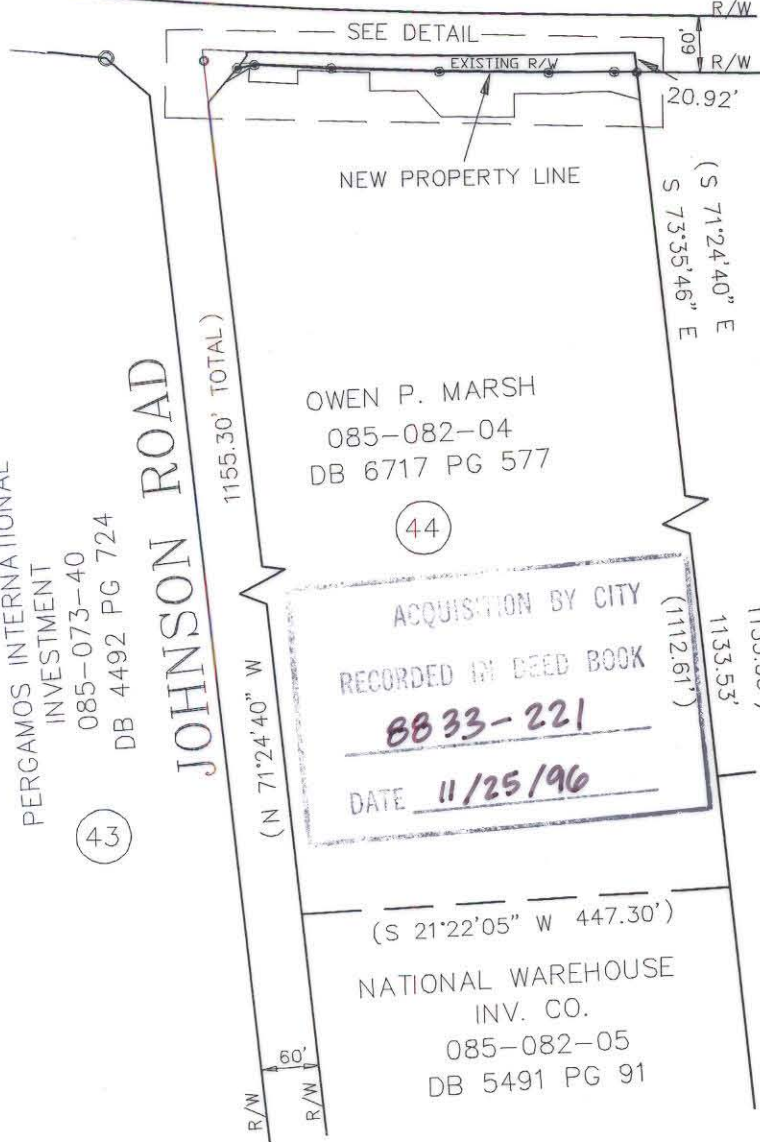 R/W
SEE DETAIL
60'
EXISTING R/W
R/W
20.92'
NEW PROPERTY LINE
(S 71°24'40" E
S 73°35'46" E
1155.30' TOTAL)
OWEN P. MARSH
085-082-04
DB 6717 PG 577
44
JOHNSON ROAD
PERGAMOS INTERNATIONAL
INVESTMENT
085-073-40
DB 4492 PG 724
43
(N 71°24'40" W
ACQUISITION BY CITY
RECORDED IN DEED BOOK
8833-221
DATE 11/25/96
(1112.61')
1133.53'
(S 21°22'05" W 447.30')
NATIONAL WAREHOUSE
INV. CO.
085-082-05
DB 5491 PG 91
60'
R/W
R/W